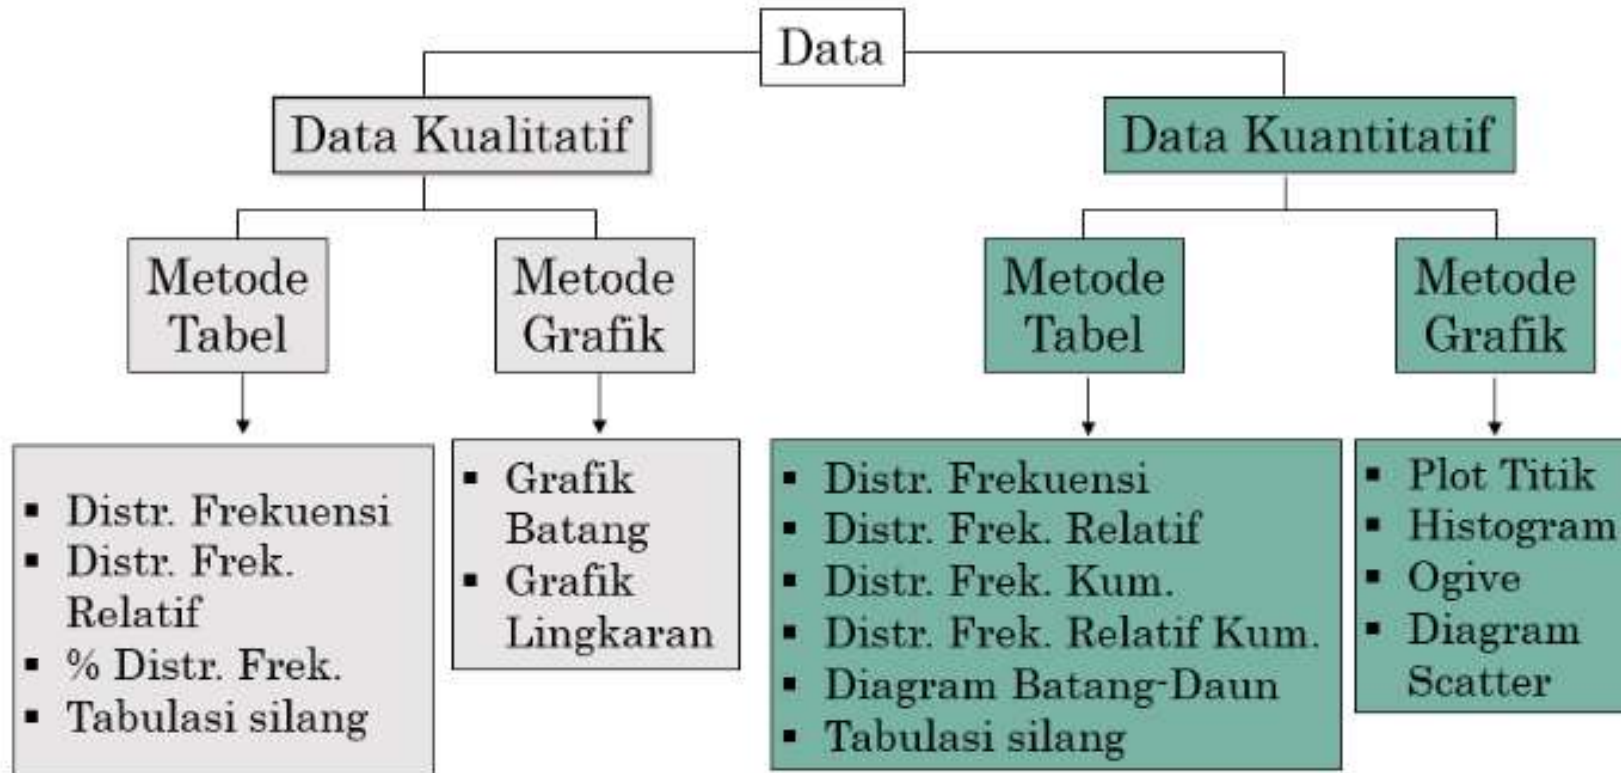 Data
Data Kualitatif
Data Kuantitatif
Metode
Tabel
Metode
Grafik
Metode
Tabel
Metode
Grafik
▪ Distr. Frekuensi
▪ Distr. Frek.
Relatif
▪ % Distr. Frek.
▪ Tabulasi silang
▪ Grafik
Batang
▪ Grafik
Lingkaran
▪ Distr. Frekuensi
▪ Distr. Frek. Relatif
▪ Distr. Frek. Kum.
▪ Distr. Frek. Relatif Kum.
▪ Diagram Batang-Daun
▪ Tabulasi silang
▪ Plot Titik
▪ Histogram
▪ Ogive
▪ Diagram
Scatter